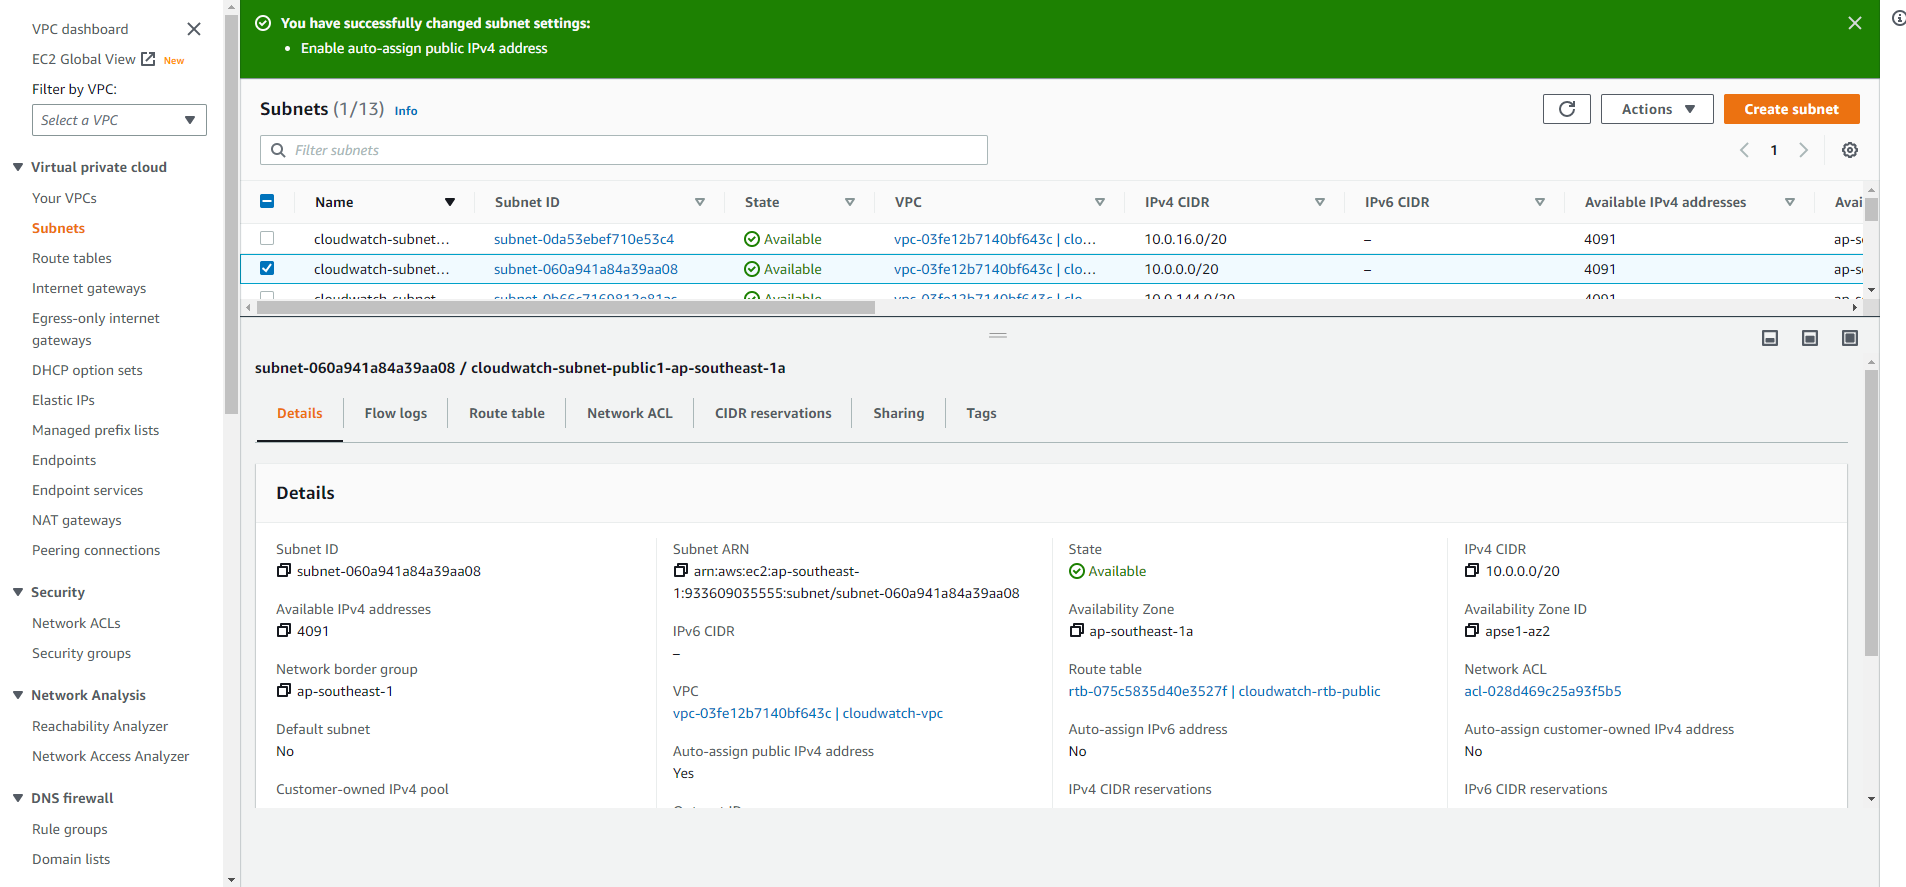 VPC dashboard
EC2 Global View New
Filter by VPC:
Select a VPC
Virtual private cloud
Your VPCs
Subnets
Route tables
Internet gateways
Egress-only internet
gateways
DHCP option sets
Elastic IPs
Managed prefix lists
Endpoints
Endpoint services
NAT gateways
Peering connections
Security
Network ACLs
Security groups
Network Analysis
Reachability Analyzer
Network Access Analyzer
DNS firewall
Rule groups
Domain lists
You have successfully changed subnet settings:
• Enable auto-assign public IPv4 address
Subnets (1/13) Info
Actions
Create subnet
Filter subnets
1
Name Subnet ID State VPC IPv4 CIDR IPv6 CIDR Available IPv4 addresses Avai
cloudwatch-subnet... subnet-0da53ebef710e53c4 Available vpc-03fe12b7140bf643c | clo... 10.0.16.0/20 – 4091 ap-s
cloudwatch-subnet... subnet-060a941a84a39aa08 Available vpc-03fe12b7140bf643c | clo... 10.0.0.0/20 – 4091 ap-s
subnet-060a941a84a39aa08 / cloudwatch-subnet-public1-ap-southeast-1a
Details Flow logs Route table Network ACL CIDR reservations Sharing Tags
Details
Subnet ID
subnet-060a941a84a39aa08
Available IPv4 addresses
4091
Network border group
ap-southeast-1
Default subnet
No
Customer-owned IPv4 pool
Subnet ARN
arn:aws:ec2:ap-southeast-
1:933609035555:subnet/subnet-060a941a84a39aa08
IPv6 CIDR
–
VPC
vpc-03fe12b7140bf643c | cloudwatch-vpc
Auto-assign public IPv4 address
Yes
State
Available
Availability Zone
ap-southeast-1a
Route table
rtb-075c5835d40e3527f | cloudwatch-rtb-public
Auto-assign IPv6 address
No
IPv4 CIDR reservations
IPv4 CIDR
10.0.0.0/20
Availability Zone ID
apse1-az2
Network ACL
acl-028d469c25a93f5b5
Auto-assign customer-owned IPv4 address
No
IPv6 CIDR reservations